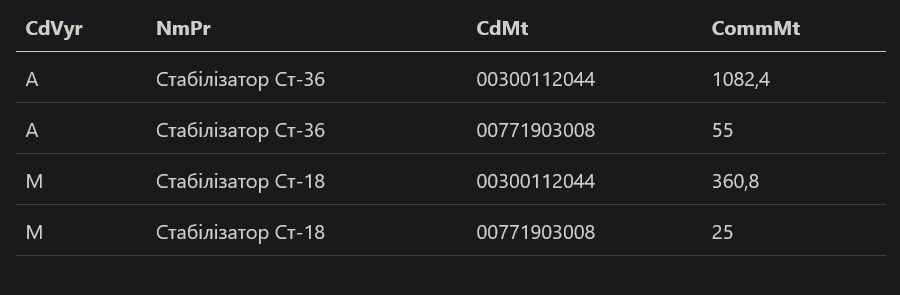 CdVyr NmPr CdMt CommMt
A Стабілізатор Ст-36 00300112044 1082,4
A Стабілізатор Ст-36 00771903008 55
M Стабілізатор Ст-18 00300112044 360,8
M Стабілізатор Ст-18 00771903008 25